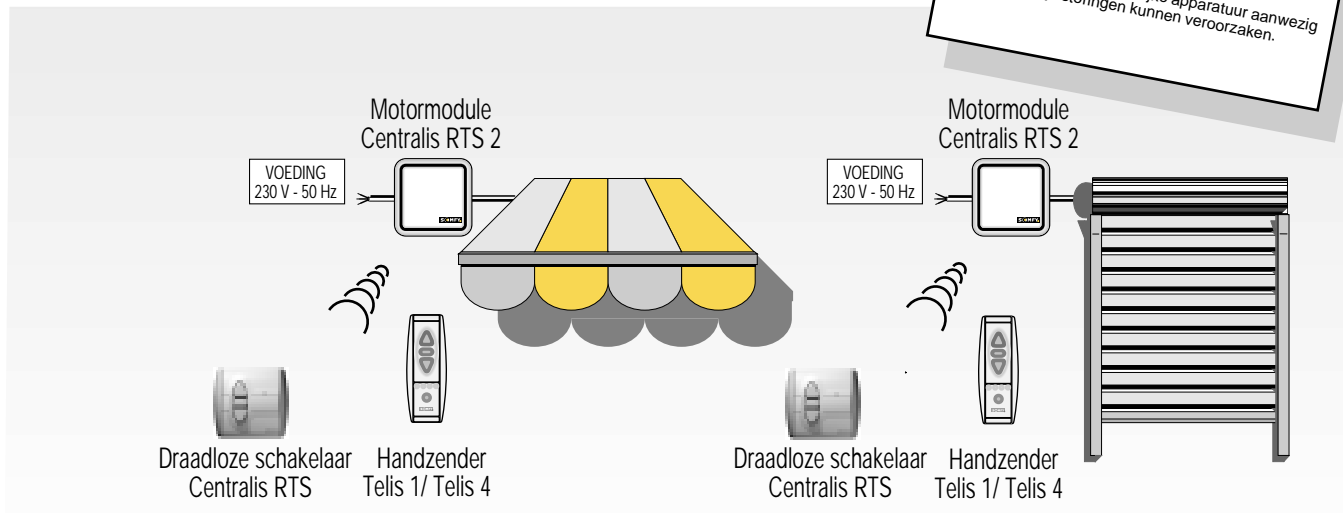 apparatuur aanwezig
storingen kunnen veroorzaken.
Motormodule
Centralis RTS 2
VOEDING
230 V - 50 Hz
SOMFY
Draadloze schakelaar
Centralis RTS
Handzender
Telis 1/ Telis 4
Motormodule
Centralis RTS 2
VOEDING
230 V - 50 Hz
SOMFY
Draadloze schakelaar
Centralis RTS
Handzender
Telis 1/ Telis 4